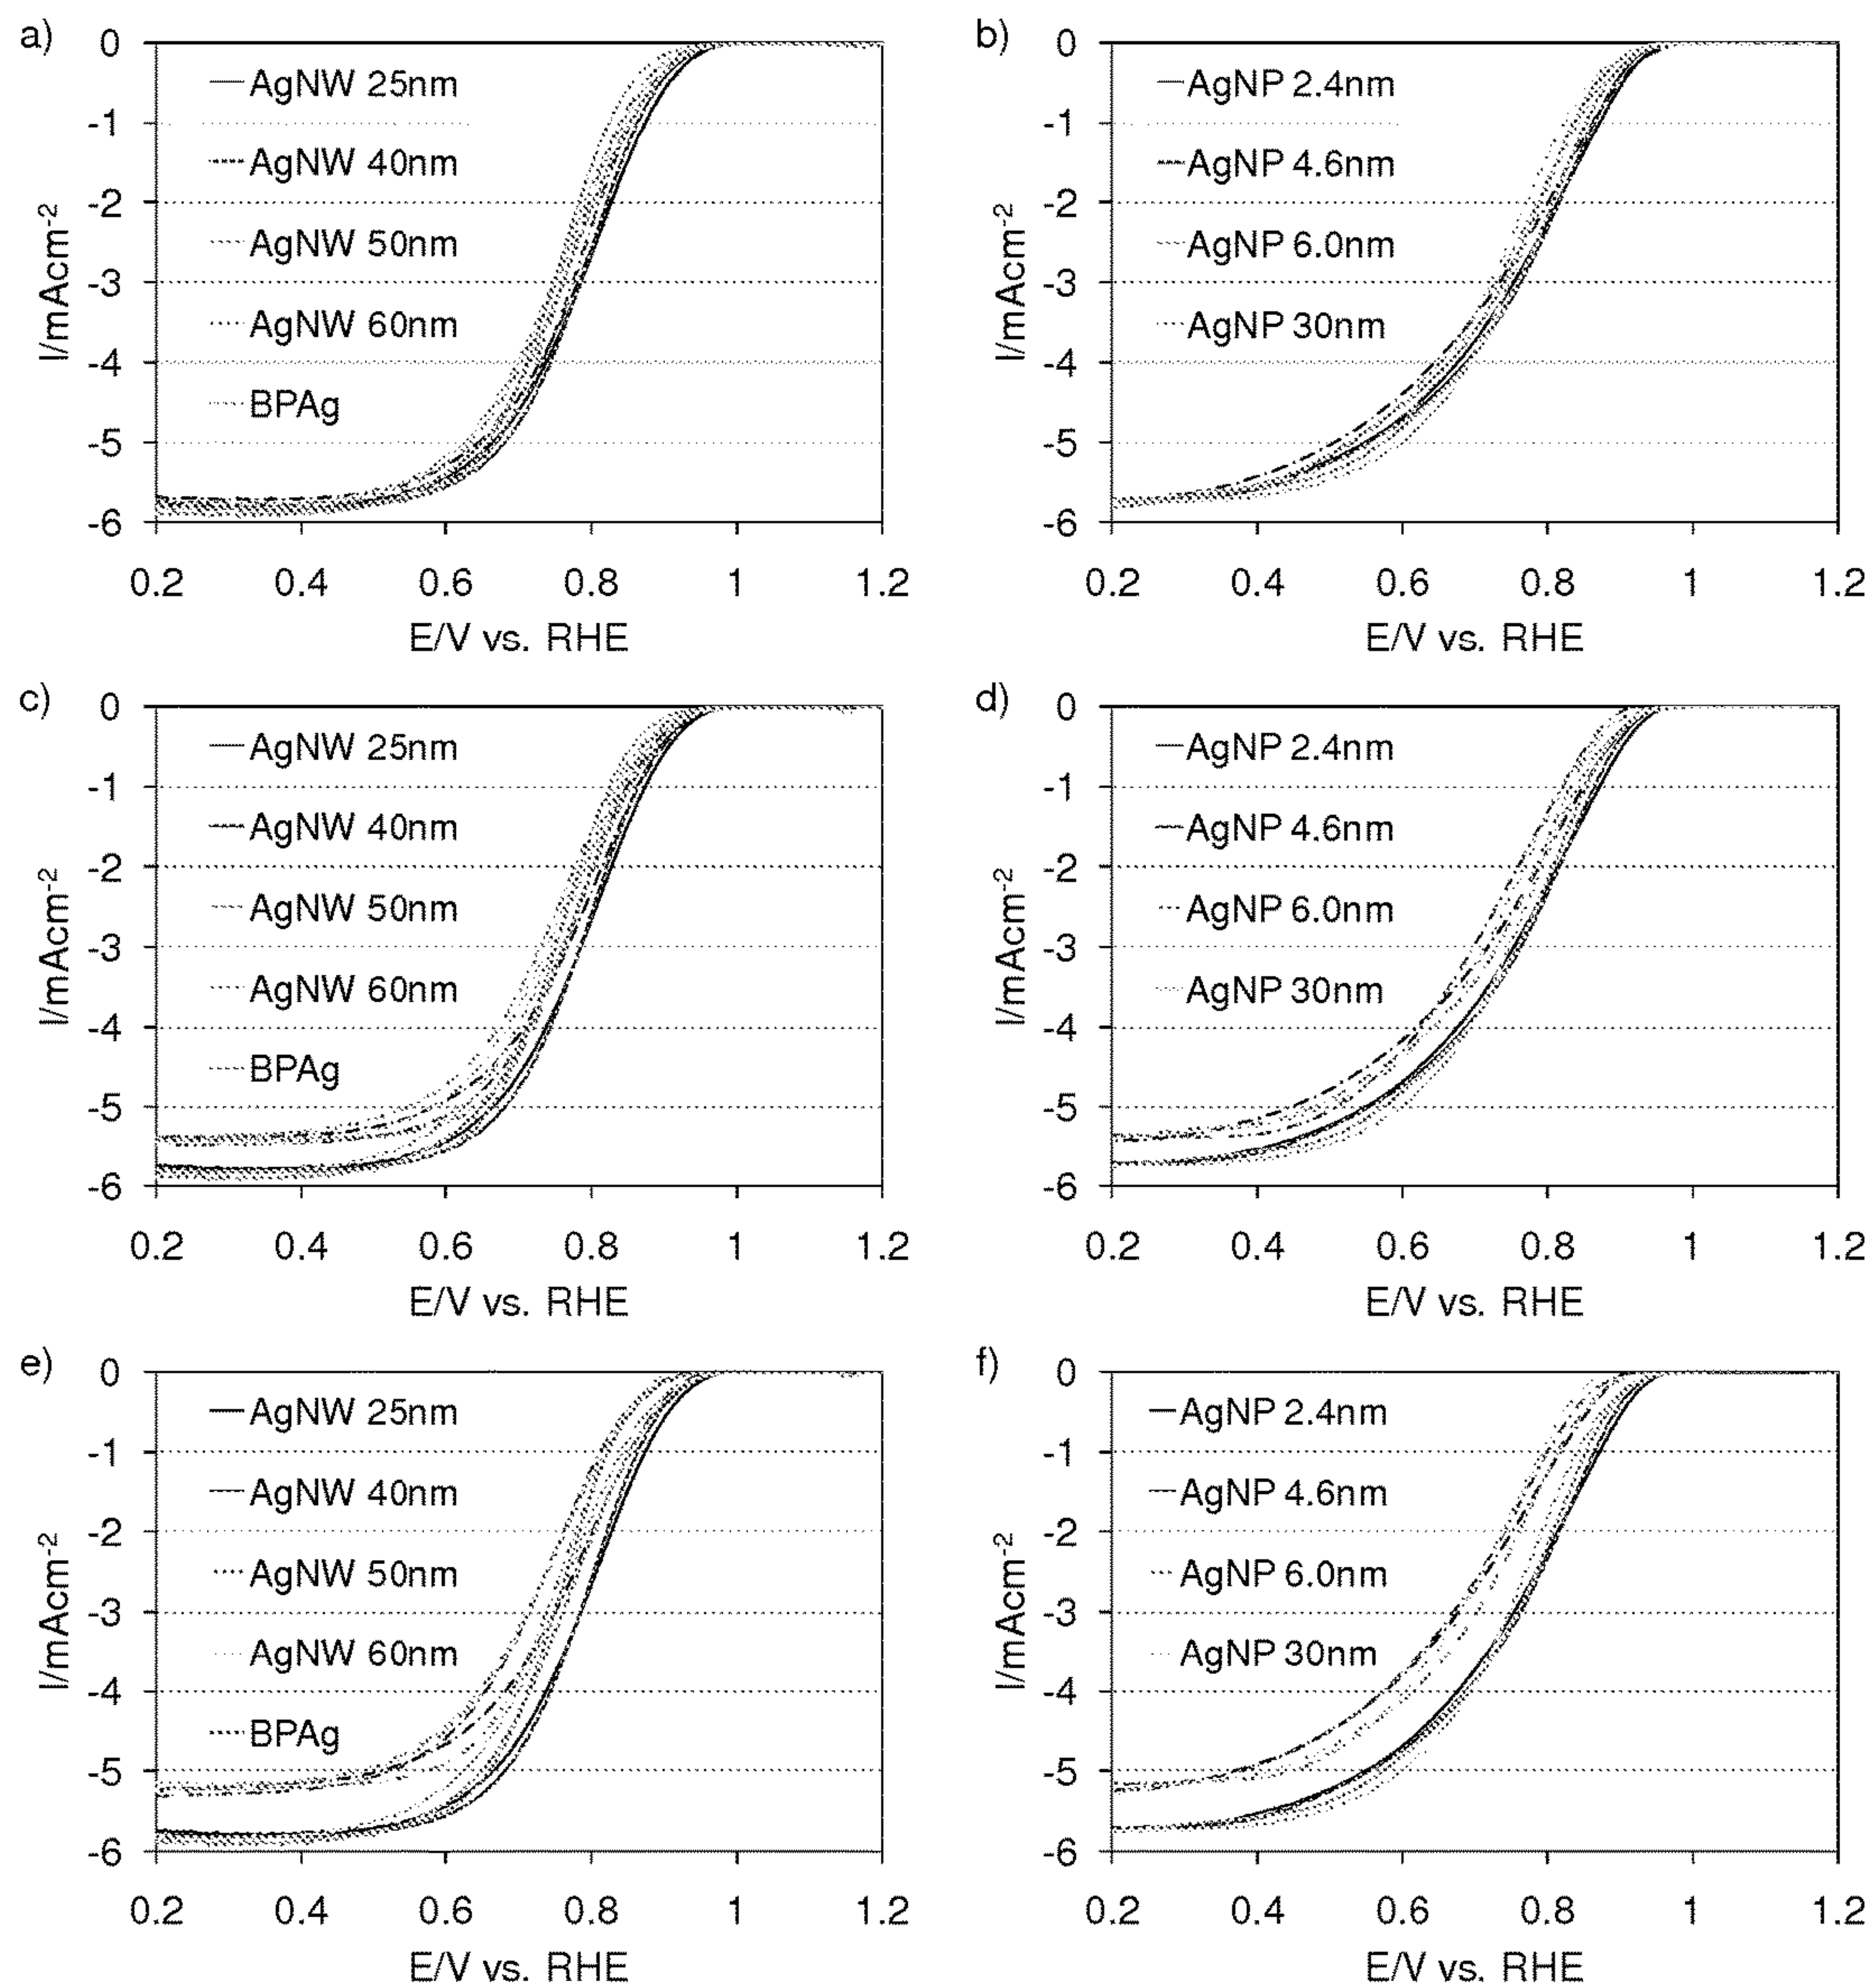 a)
I/mAcm-2
0
-1
-2
-3
-4
-5
-6
AgNW 25nm
AgNW 40nm
AgNW 50nm
AgNW 60nm
BPAg
0.2 0.4 0.6 0.8 1 1.2
E/V vs. RHE
b)
I/mAcm-2
0
-1
-2
-3
-4
-5
-6
AgNP 2.4nm
AgNP 4.6nm
AgNP 6.0nm
AgNP 30nm
0.2 0.4 0.6 0.8 1 1.2
E/V vs. RHE
c)
I/mAcm-2
0
-1
-2
-3
-4
-5
-6
AgNW 25nm
AgNW 40nm
AgNW 50nm
AgNW 60nm
BPAg
0.2 0.4 0.6 0.8 1 1.2
E/V vs. RHE
d)
I/mAcm-2
0
-1
-2
-3
-4
-5
-6
AgNP 2.4nm
AgNP 4.6nm
AgNP 6.0nm
AgNP 30nm
0.2 0.4 0.6 0.8 1 1.2
E/V vs. RHE
e)
I/mAcm-2
0
-1
-2
-3
-4
-5
-6
AgNW 25nm
AgNW 40nm
AgNW 50nm
AgNW 60nm
BPAg
0.2 0.4 0.6 0.8 1 1.2
E/V vs. RHE
f)
I/mAcm-2
0
-1
-2
-3
-4
-5
-6
AgNP 2.4nm
AgNP 4.6nm
AgNP 6.0nm
AgNP 30nm
0.2 0.4 0.6 0.8 1 1.2
E/V vs. RHE